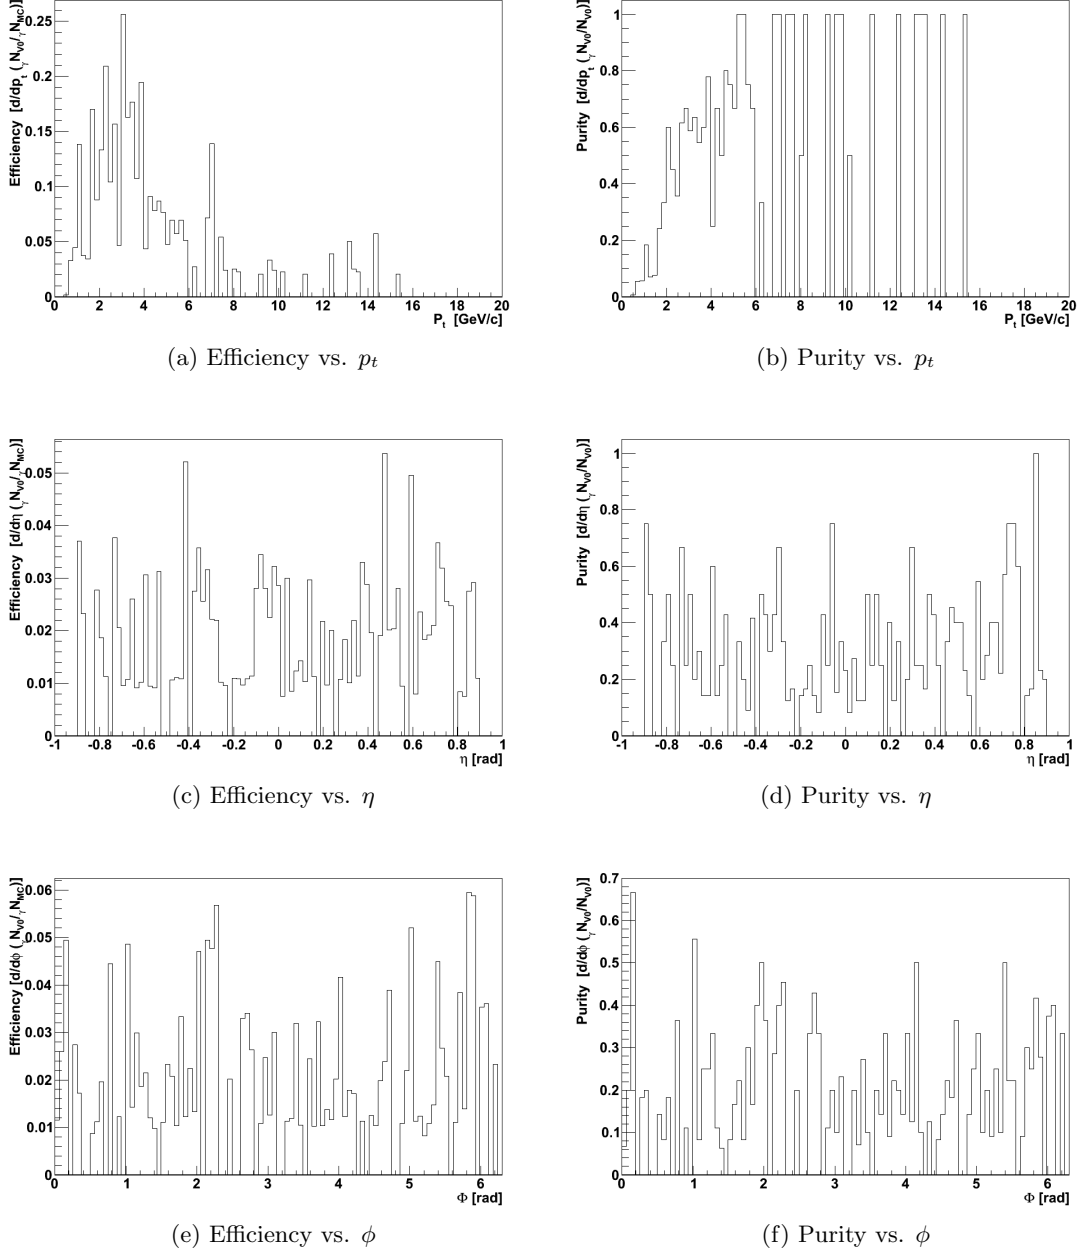 Efficiency [d/dp_t (_γN_V0/_γN_MC)]
0.25
0.2
0.15
0.1
0.05
0
0 2 4 6 8 10 12 14 16 18 20
P_t [GeV/c]
(a) Efficiency vs. p_t
Purity [d/dp_t (_γN_V0/N_V0)]
1
0.8
0.6
0.4
0.2
0
0 2 4 6 8 10 12 14 16 18 20
P_t [GeV/c]
(b) Purity vs. p_t
Efficiency [d/dη (_γN_V0/_γN_MC)]
0.05
0.04
0.03
0.02
0.01
0
-1 -0.8 -0.6 -0.4 -0.2 0 0.2 0.4 0.6 0.8 1
η [rad]
(c) Efficiency vs. η
Purity [d/dη (_γN_V0/N_V0)]
1
0.8
0.6
0.4
0.2
0
-1 -0.8 -0.6 -0.4 -0.2 0 0.2 0.4 0.6 0.8 1
η [rad]
(d) Purity vs. η
Efficiency [d/dϕ (_γN_V0/_γN_MC)]
0.06
0.05
0.04
0.03
0.02
0.01
0
0 1 2 3 4 5 6
Φ [rad]
(e) Efficiency vs. ϕ
Purity [d/dϕ (_γN_V0/N_V0)]
0.7
0.6
0.5
0.4
0.3
0.2
0.1
0
0 1 2 3 4 5 6
Φ [rad]
(f) Purity vs. ϕ